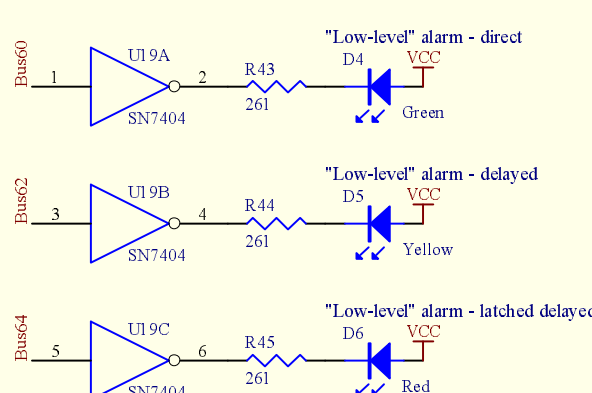 "Low-level" alarm - direct
Bus60
1
U19A
SN7404
2
R43
261
D4
VCC
Green
"Low-level" alarm - delayed
Bus62
3
U19B
SN7404
4
R44
261
D5
VCC
Yellow
"Low-level" alarm - latched delayed
Bus64
5
U19C
SN7404
6
R45
261
D6
VCC
Red